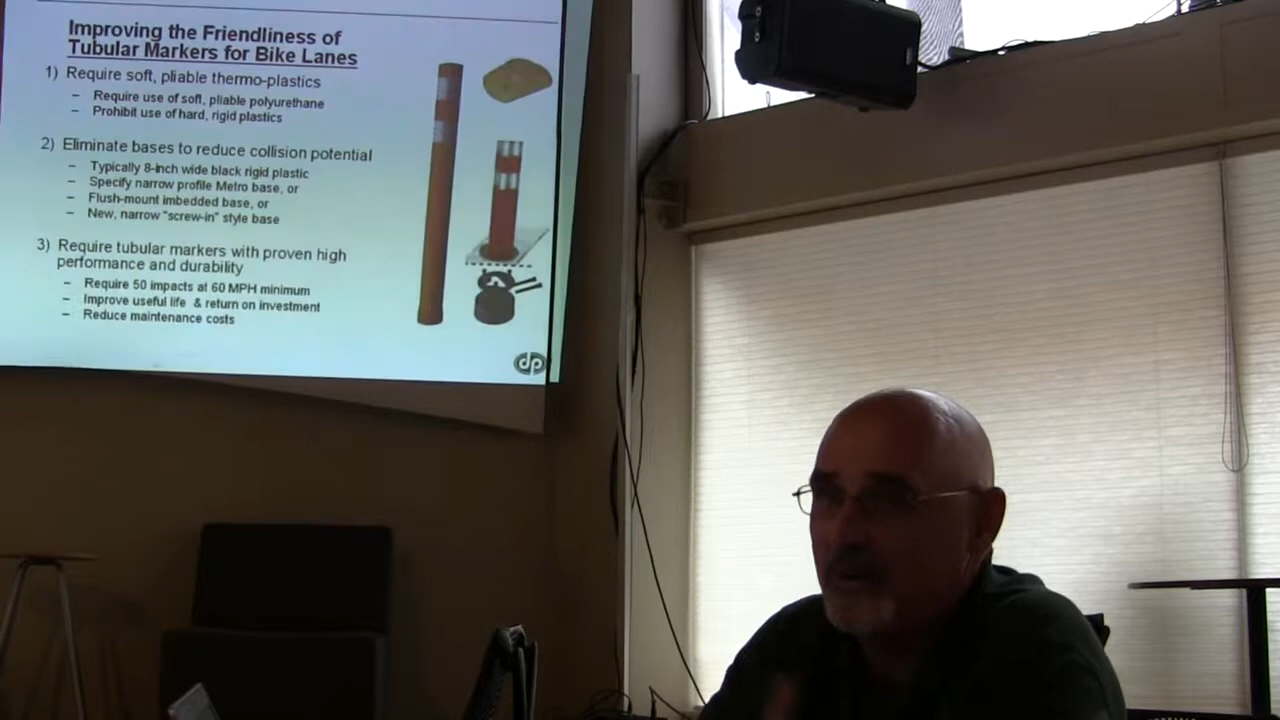 Improving the Friendliness of
Tubular Markers for Bike Lanes
1) Require soft, pliable thermo-plastics
– Require use of soft, pliable polyurethane
– Prohibit use of hard, rigid plastics
2) Eliminate bases to reduce collision potential
– Typically 8-inch wide black rigid plastic
– Specify narrow profile Metro base, or
– Flush-mount imbedded base, or
– New, narrow "screw-in" style base
3) Require tubular markers with proven high
performance and durability
– Require 50 impacts at 60 MPH minimum
– Improve useful life & return on investment
– Reduce maintenance costs
dp